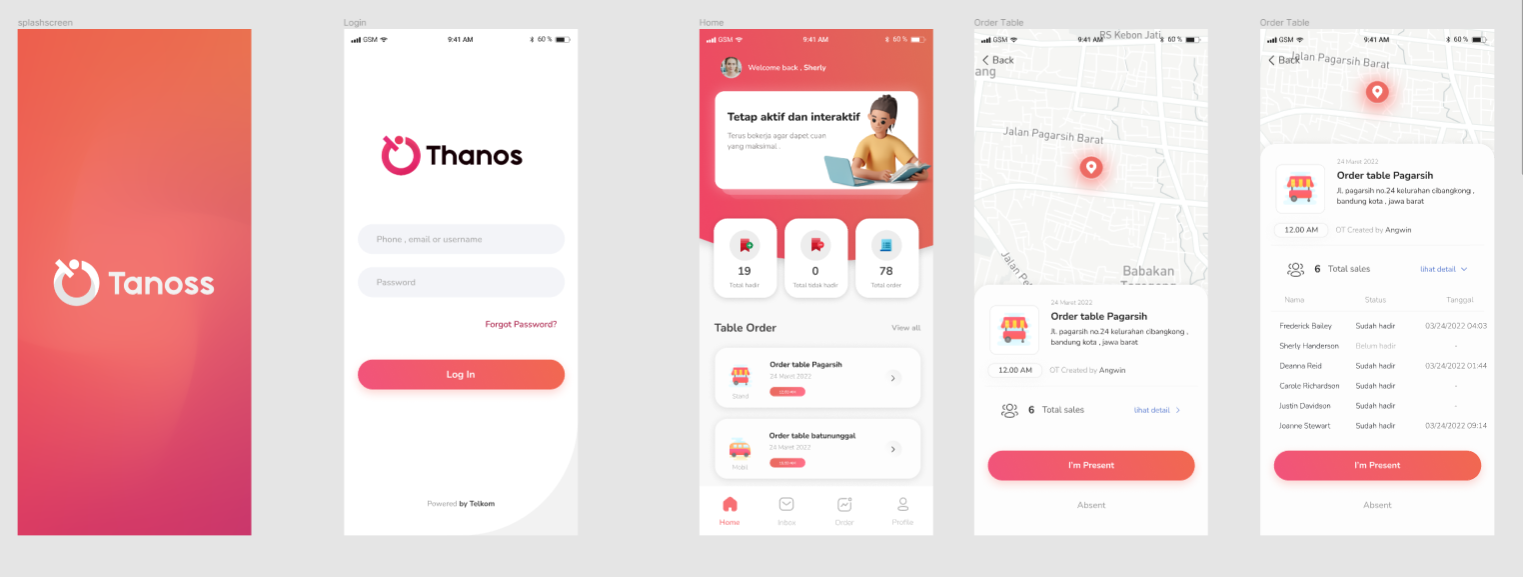 splashscreen
Tanoss
Login
GSM
9:41 AM
60 %
Thanos
Phone , email or username
Password
Forgot Password?
Log In
Powered by Telkom
Home
GSM
9:41 AM
60 %
Welcome back , Sherly
Tetap aktif dan interaktif
Terus bekerja agar dapet cuan
yang maksimal .
19
Total hadir
0
Total tidak hadir
78
Total order
Table Order
View all
Order table Pagarsih
24 Maret 2022
Stand
Order table batununggal
24 Maret 2022
Mobil
Home
Inbox
Order
Profile
Order Table
GSM
9:41 AM
RS Kebon Jati
60 %
Back
ang
Jalan Pagarsih Barat
Babakan
24 Maret 2022
Order table Pagarsih
Jl. pagarsih no.24 kelurahan cibangkong ,
bandung kota , jawa barat
12.00 AM
OT Created by Angwin
6 Total sales
lihat detail
I'm Present
Absent
Order Table
GSM
9:41 AM
60 %
Back
Jalan Pagarsih Barat
24 Maret 2022
Order table Pagarsih
Jl. pagarsih no.24 kelurahan cibangkong ,
bandung kota , jawa barat
12.00 AM
OT Created by Angwin
6 Total sales
lihat detail
Nama Status Tanggal
Frederick Bailey Sudah hadir 03/24/2022 04:03
Sherly Handerson Belum hadir -
Deanna Reid Sudah hadir 03/24/2022 01:44
Carole Richardson Sudah hadir -
Justin Davidson Sudah hadir -
Joanne Stewart Sudah hadir 03/24/2022 09:14
I'm Present
Absent